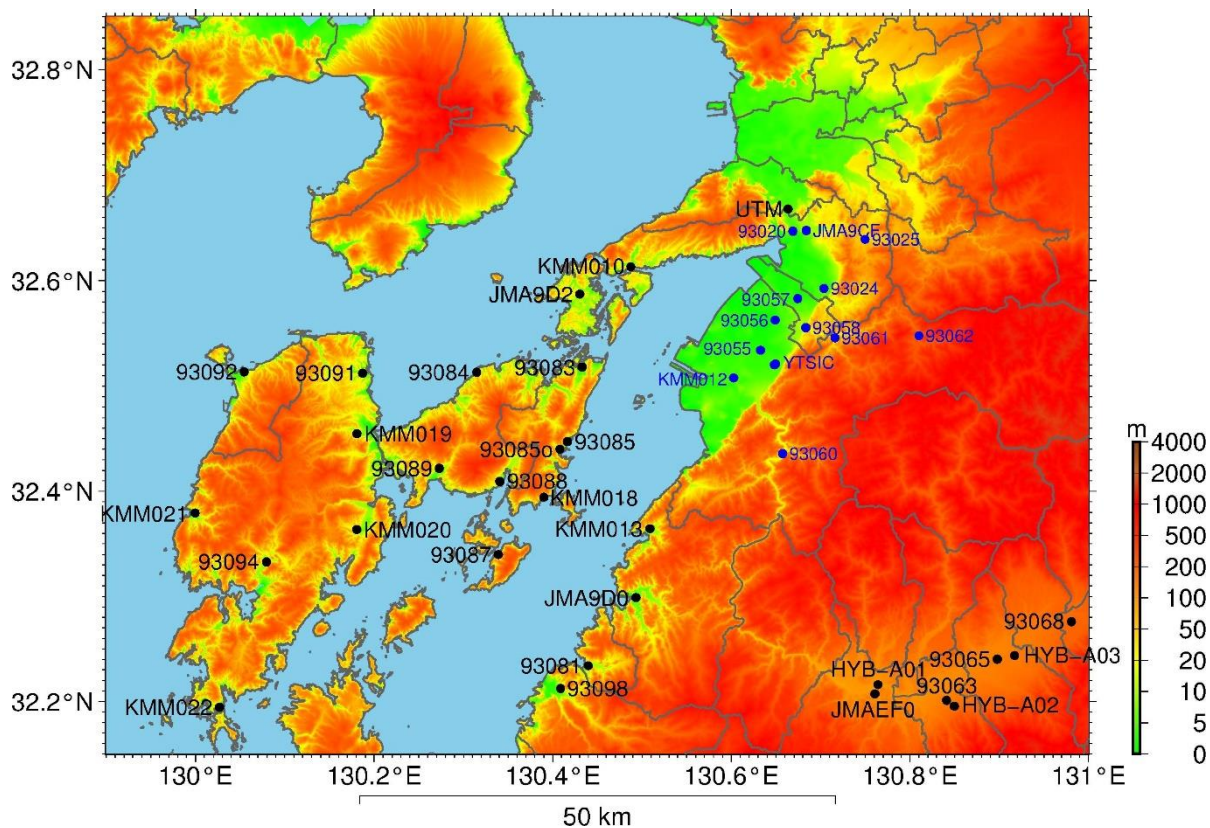 32.8°N
32.6°N
32.4°N
32.2°N
UTM
93020
JMA9CF
93025
KMM010
JMA9D2
93024
93057
93056
93058
93061
93062
93055
YTSIC
KMM012
93092
93091
93084
93083
KMM019
93085o
93085
93060
93089
93088
KMM018
KMM021
KMM020
KMM013
93087
93094
JMA9D0
93068
93065
HYB-A03
HYB-A01
93063
93081
93098
KMM022
JMAEF0
HYB-A02
m
4000
2000
1000
500
200
100
50
20
10
5
0
130.0°E
130.2°E
130.4°E
130.6°E
130.8°E
131°E
50 km